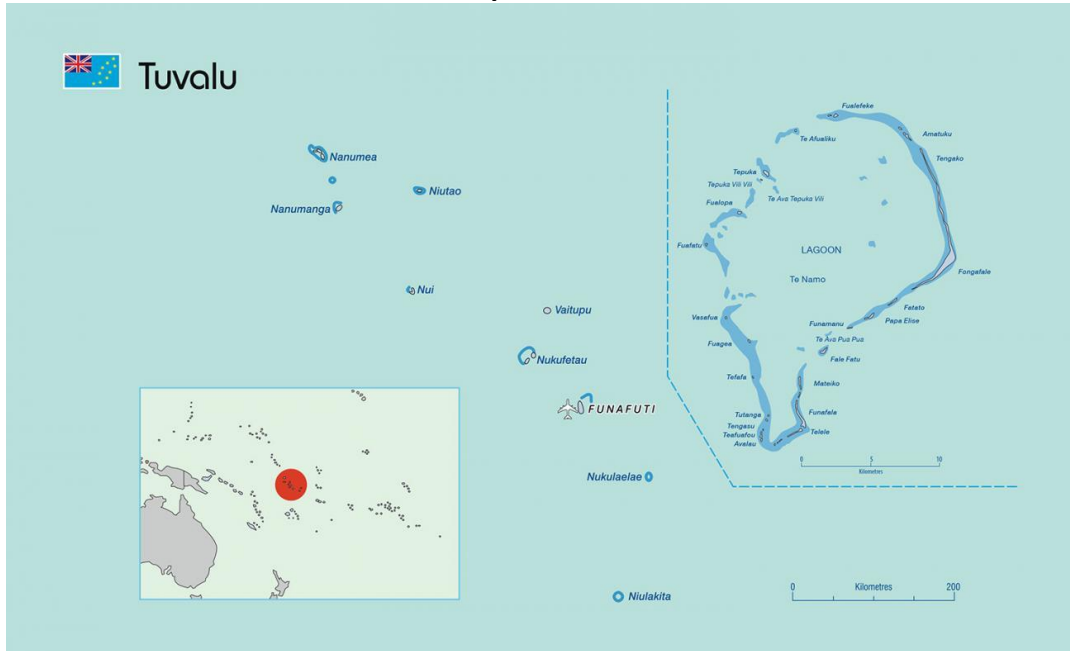 Tuvalu
Nanumea
Niutao
Nanumanga
Nui
Vaitupu
Nukufetau
FUNAFUTI
Nukulaelae
Niulakita
0 Kilometres 200
Fualefeke
Te Afualiku
Amatuku
Tengako
Tepuka
Tepuka Vili Vili
Te Ava Tepuka Vili
Fualopa
Fuafatu
LAGOON
Te Namo
Fongafale
Fatato
Papa Elise
Funamanu
Vasafua
Te Ava Pua Pua
Fuagea
Fale Fatu
Tefafa
Mateiko
Funafala
Tutanga
Tengasu
Teafuafou
Avalau
Telele
0 5 10
Kilometres